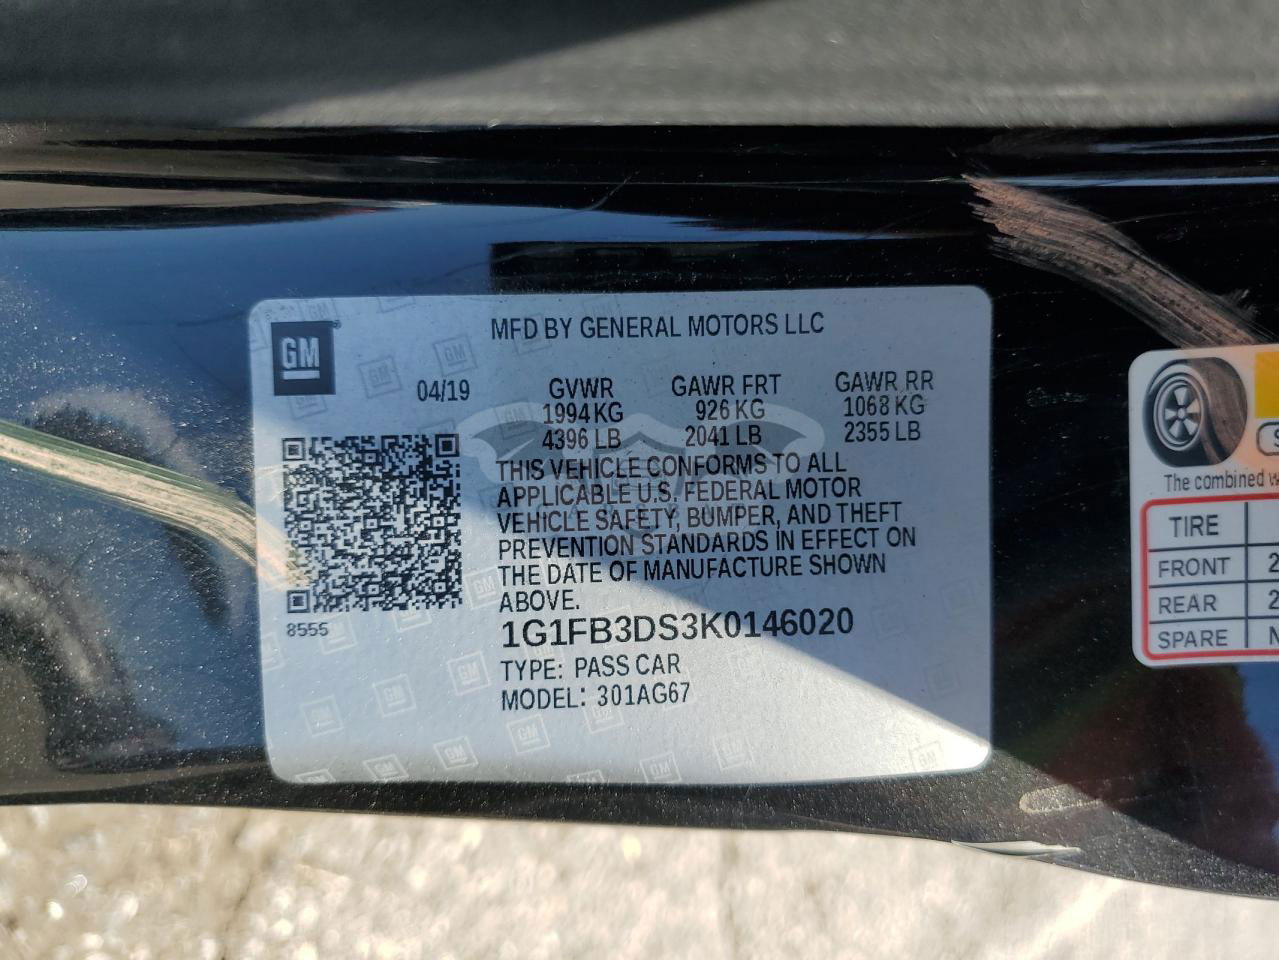 GM
MFD BY GENERAL MOTORS LLC
04/19
GVWR GAWR FRT GAWR RR
1994 KG 926 KG 1068 KG
4396 LB 2041 LB 2355 LB
THIS VEHICLE CONFORMS TO ALL
APPLICABLE U.S. FEDERAL MOTOR
VEHICLE SAFETY, BUMPER, AND THEFT
PREVENTION STANDARDS IN EFFECT ON
THE DATE OF MANUFACTURE SHOWN
ABOVE.
8555
1G1FB3DS3K0146020
TYPE: PASS CAR
MODEL: 301AG67
The combined
TIRE
FRONT 2
REAR 2
SPARE